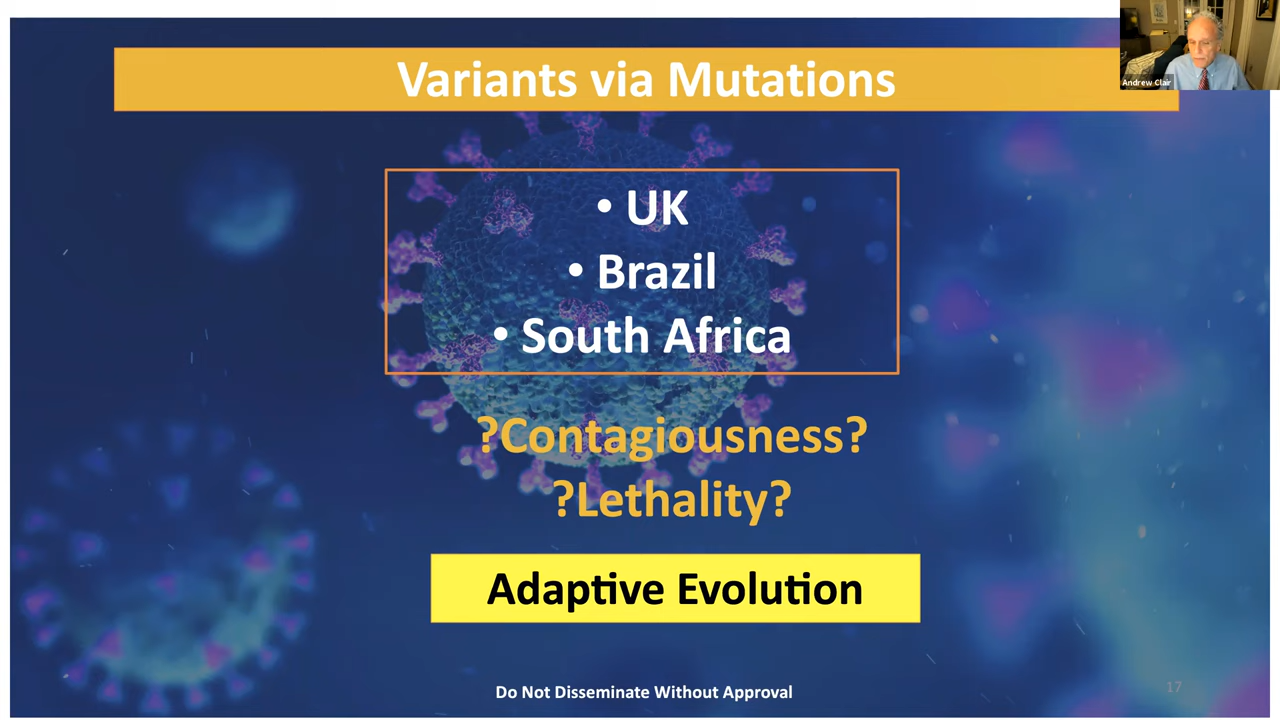 Variants via Mutations
Andrew Clair
• UK
• Brazil
• South Africa
?Contagiousness?
?Lethality?
Adaptive Evolution
Do Not Disseminate Without Approval
17